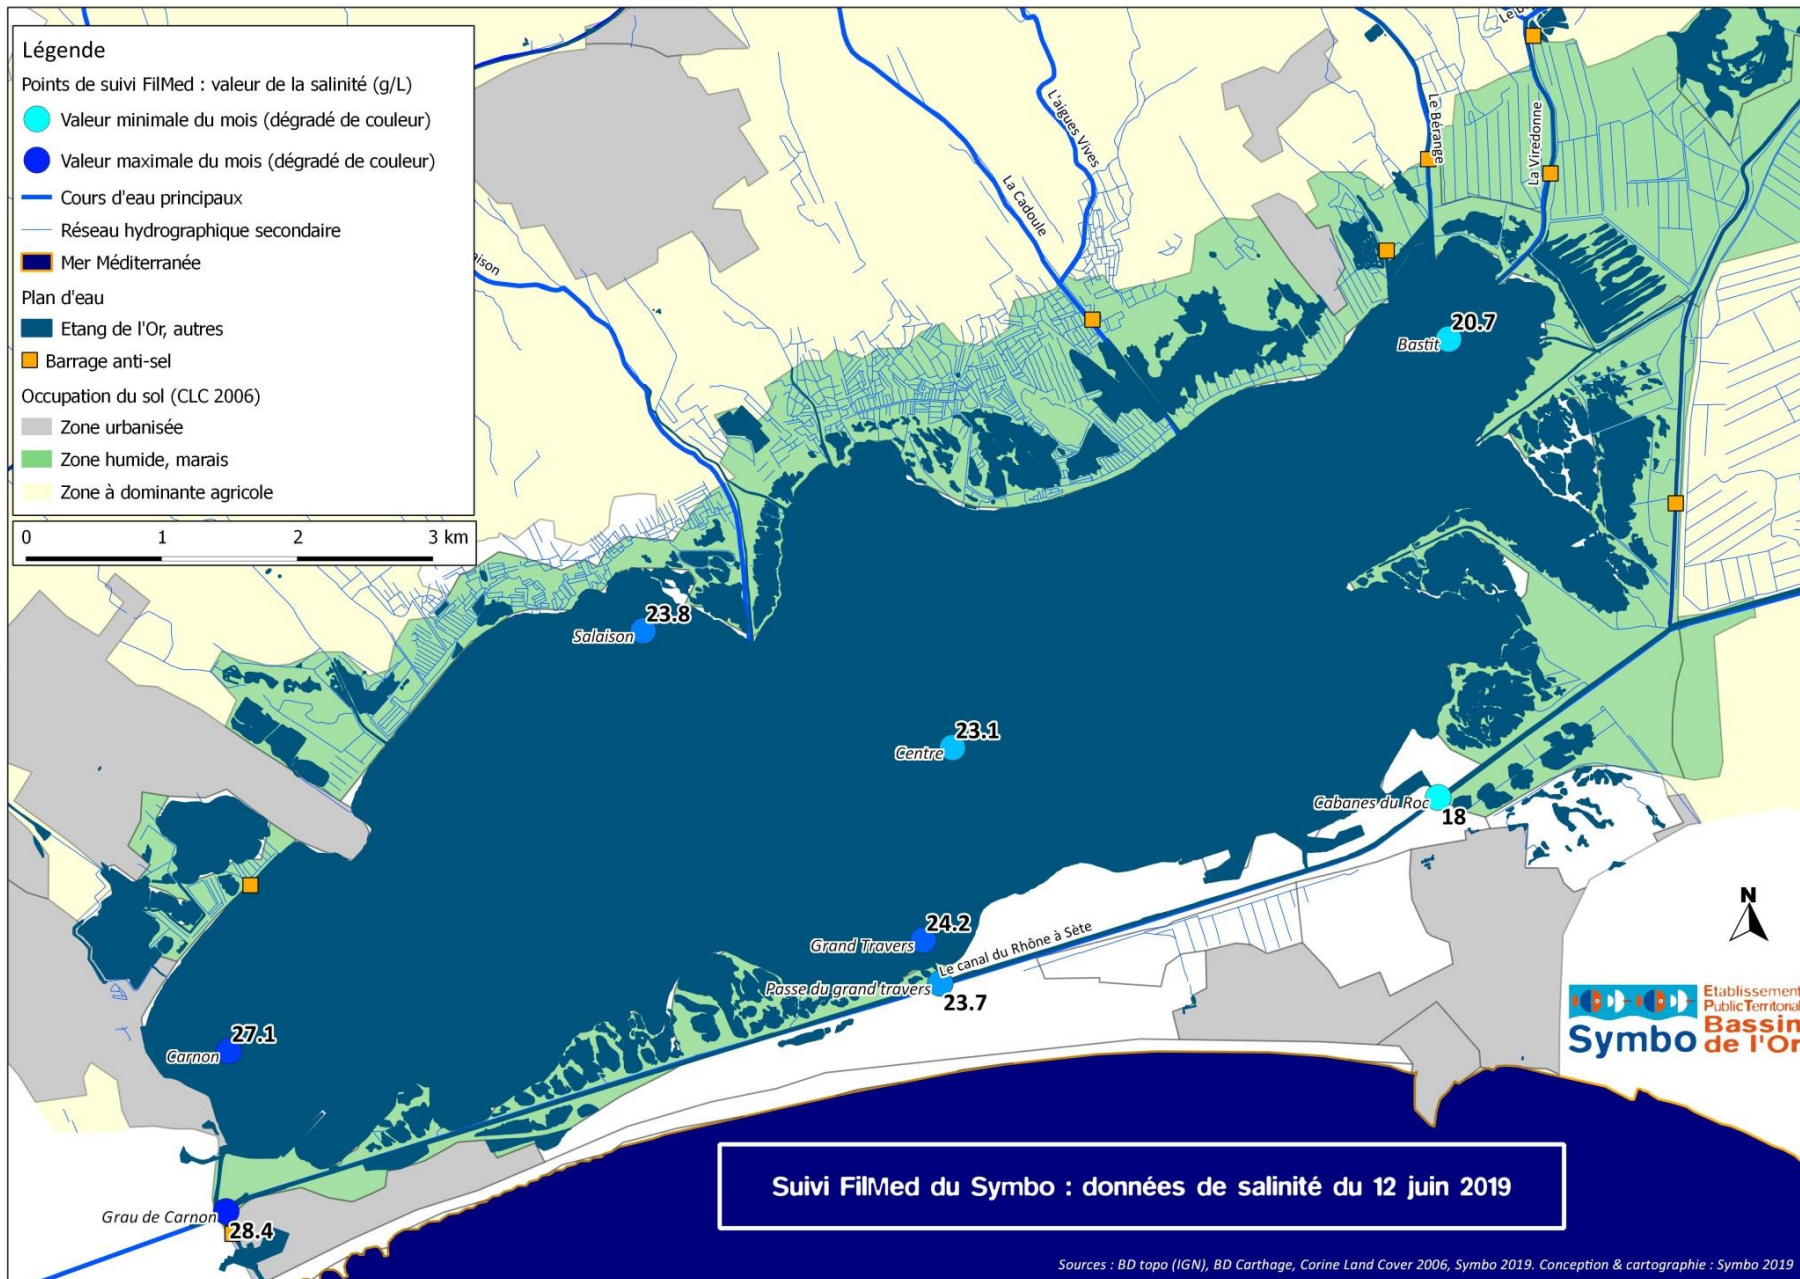 Légende
Points de suivi FilMed : valeur de la salinité (g/L)
Valeur minimale du mois (dégradé de couleur)
Valeur maximale du mois (dégradé de couleur)
Cours d'eau principaux
Réseau hydrographique secondaire
Mer Méditerranée
Plan d'eau
Etang de l'Or, autres
Barrage anti-sel
Occupation du sol (CLC 2006)
Zone urbanisée
Zone humide, marais
Zone à dominante agricole
0 1 2 3 km
aison
La Cadoule
L'aigues Vives
Le Bérange
La Viredonne
Le b
20.7
Bastit
23.8
Salaison
23.1
Centre
Cabanes du Roc
18
24.2
Grand Travers
Le canal du Rhône à Sète
Passe du grand travers
23.7
27.1
Carnon
Grau de Carnon
28.4
N
Symbo
Etablissement
Public Territorial
Bassin
de l'Or
Suivi FilMed du Symbo : données de salinité du 12 juin 2019
Sources : BD topo (IGN), BD Carthage, Corine Land Cover 2006, Symbo 2019. Conception & cartographie : Symbo 2019